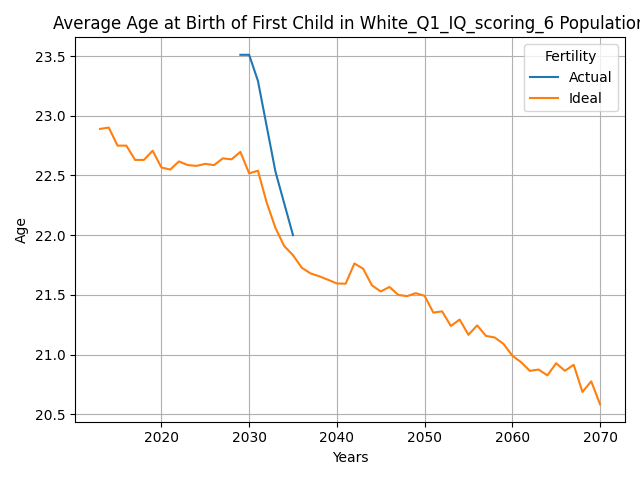 Average Age at Birth of First Child in White_Q1_IQ_scoring_6 Population
Fertility
Actual
Ideal
23.5
23.0
22.5
22.0
21.5
21.0
20.5
Age
2020
2030
2040
2050
2060
2070
Years